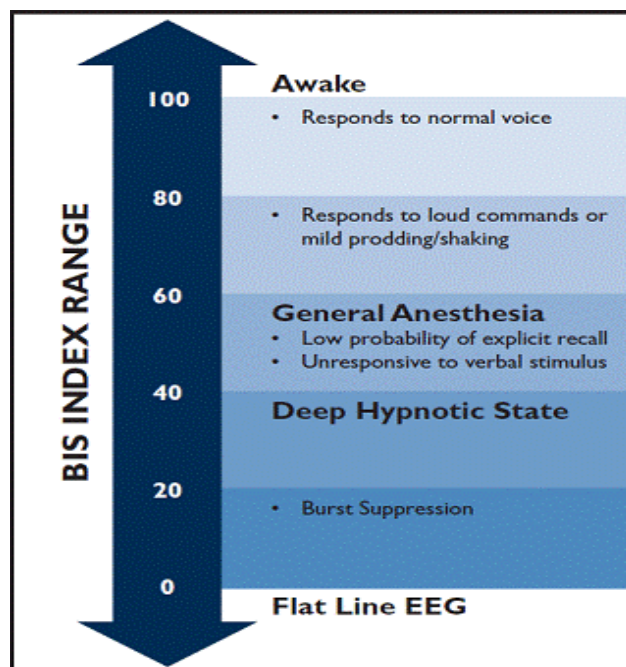 BIS INDEX RANGE
Awake
100
• Responds to normal voice
80
• Responds to loud commands or
mild prodding/shaking
60
General Anesthesia
• Low probability of explicit recall
• Unresponsive to verbal stimulus
40
Deep Hypnotic State
20
• Burst Suppression
0
Flat Line EEG